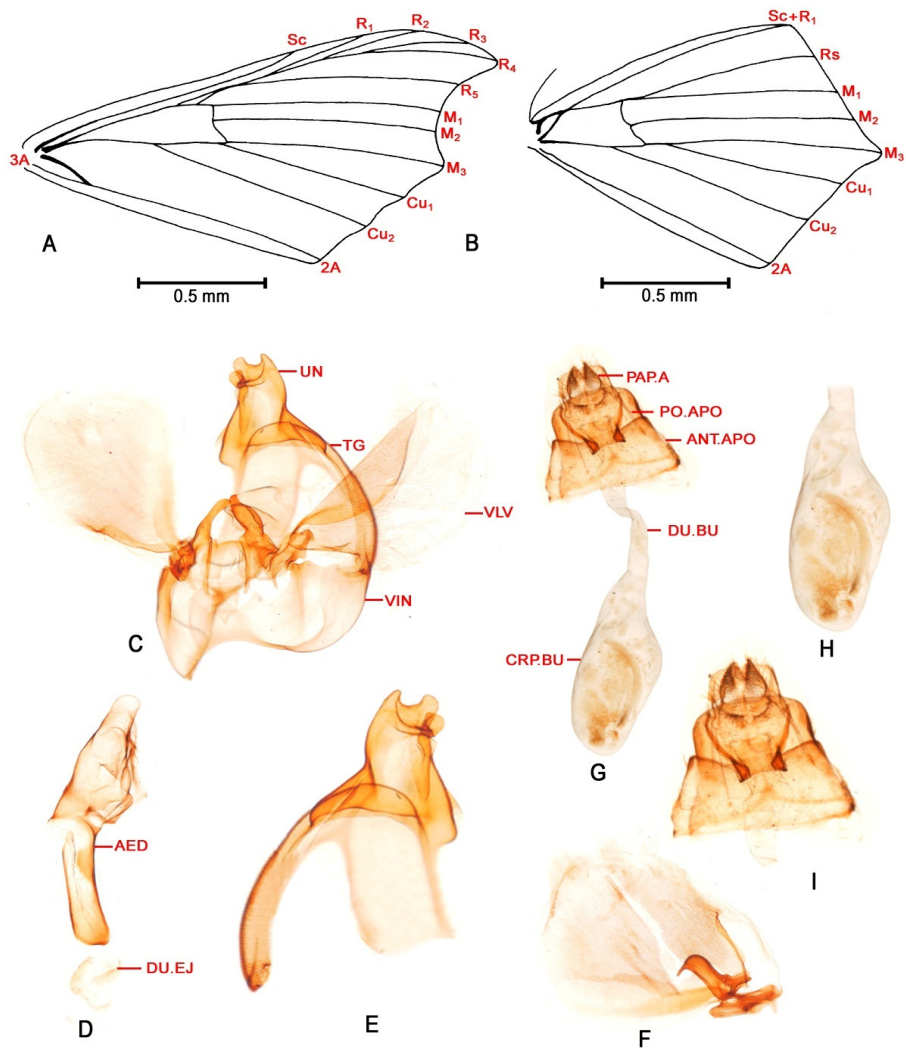 Sc R₁ R₂ R₃ R₄ R₅ M₁ M₂ M₃ Cu₁ Cu₂ 2A 3A
A
0.5 mm
Sc+R₁ Rs M₁ M₂ M₃ Cu₁ Cu₂ 2A
B
0.5 mm
UN
TG
VLV
VIN
C
PAP.A
PO.APO
ANT.APO
DU.BU
CRP.BU
G
H
AED
DU.EJ
D
E
F
I